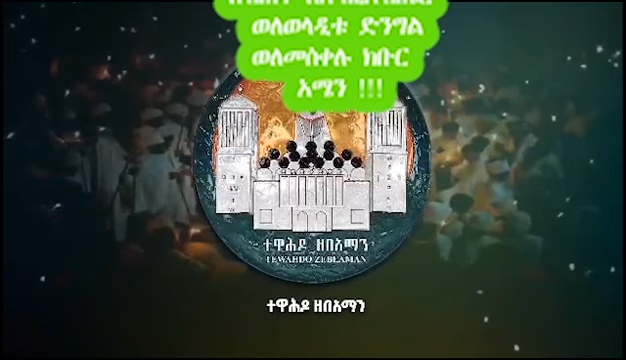 ወለወላዲቱ ድንግል
ወለመስቀሉ ክቡር
አሜን !!!
ተዋሕዶ ዘበአማን
TEWAHDO ZEBEAMAN
ተዋሕዶ ዘበአማን